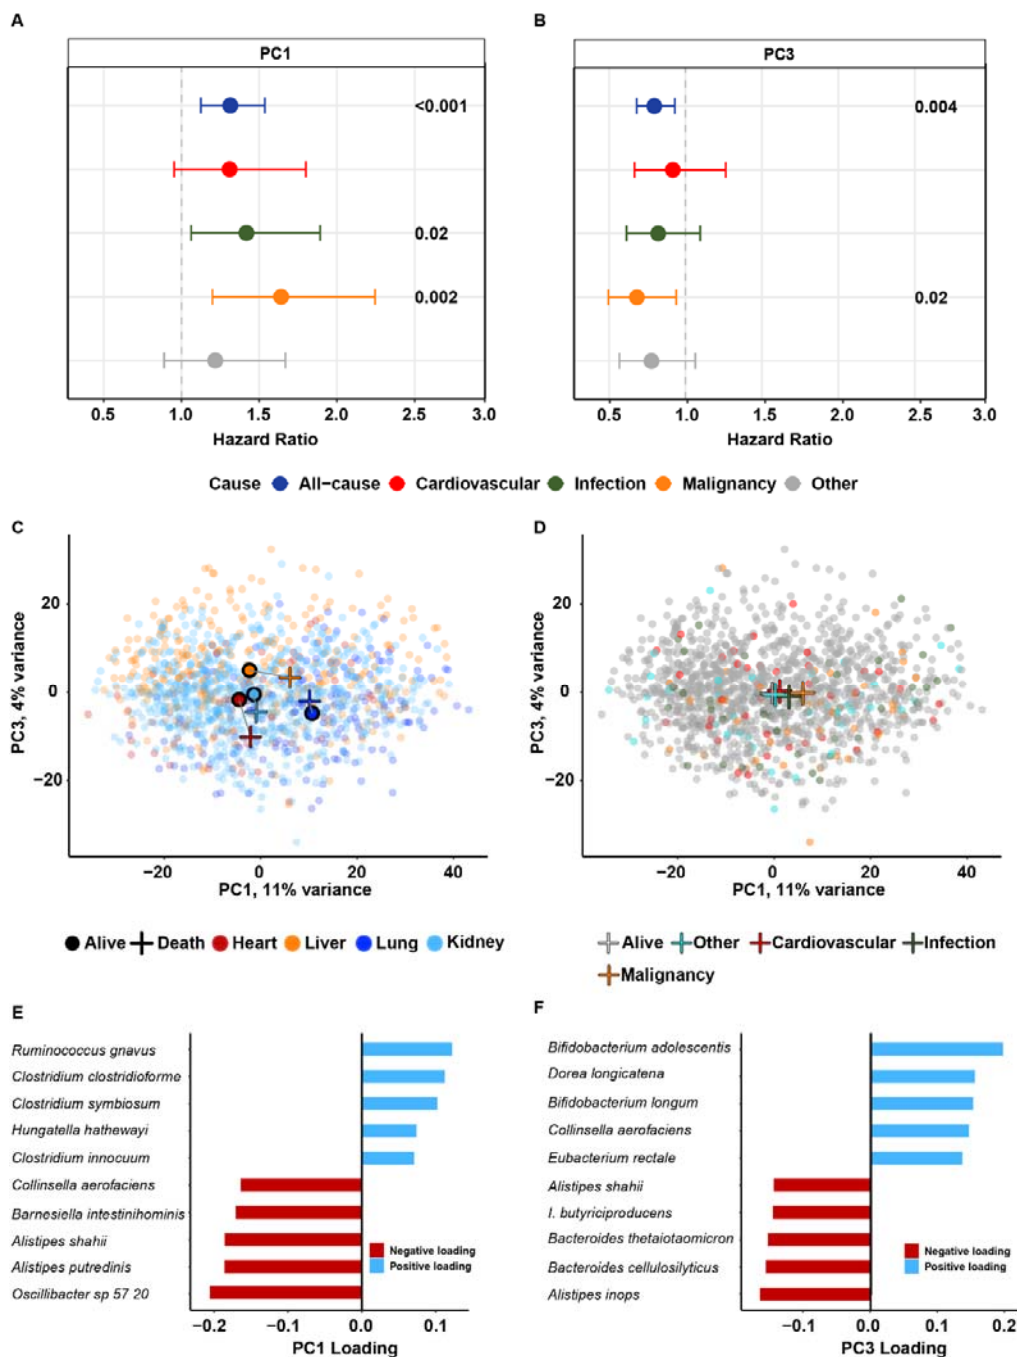 A
B
PC1
PC3
<0.001
0.004
0.02
0.002
0.02
0.5 1.0 1.5 2.0 2.5 3.0
0.5 1.0 2.0 2.5 3.0
Hazard Ratio
Hazard Ratio
Cause All-cause Cardiovascular Infection Malignancy Other
C
D
PC3, 4% variance
20
0
−20
−20 0 20 40
PC1, 11% variance
PC3, 4% variance
20
0
−20
−20 0 20 40
PC1, 11% variance
Alive Death Heart Liver Lung Kidney
Alive Other Cardiovascular Infection
Malignancy
E
Ruminococcus gnavus
Clostridium clostridioforme
Clostridium symbiosum
Hungatella hathewayi
Clostridium innocuum
Collinsella aerofaciens
Barnesiella intestinihominis
Alistipes shahii
Alistipes putredinis
Oscillibacter sp 57 20
Negative loading
Positive loading
−0.2 −0.1 0.0 0.1
PC1 Loading
F
Bifidobacterium adolescentis
Dorea longicatena
Bifidobacterium longum
Collinsella aerofaciens
Eubacterium rectale
Alistipes shahii
I. butyriciproducens
Bacteroides thetaiotaomicron
Bacteroides cellulosilyticus
Alistipes inops
Negative loading
Positive loading
−0.1 0.0 0.1 0.2
PC3 Loading